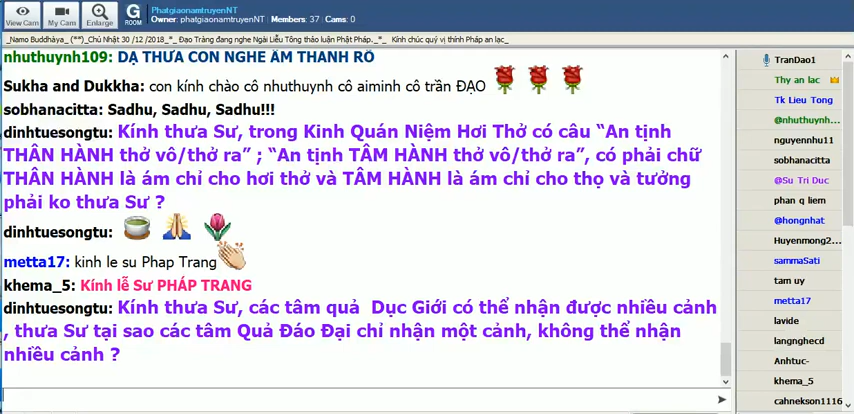 PhatgiaonamtruyenNT
View Cam
My Cam
Enlarge
G ROOM
Owner: phatgiaonamtruyenNT | Members: 37 | Cams: 0
_Namo Buddhàya_ (**)_Chủ Nhật 30 /12 /2018_*_ Đạo Tràng đang nghe Ngài Liễu Tông thảo luận Phật Pháp._*_ Kính chúc quý vị thính Pháp an lạc_
nhuthuynh109: DẠ THƯA CON NGHE ÂM THANH RÕ
Sukha and Dukkha: con kính chào cô nhuthuynh cô aiminh cô trần ĐẠO
sobhanacitta: Sadhu, Sadhu, Sadhu!!!
dinhtuesongtu: Kính thưa Sư, trong Kinh Quán Niệm Hơi Thở có câu “An tịnh
THÂN HÀNH thở vô/thở ra” ; “An tịnh TÂM HÀNH thở vô/thở ra”, có phải chữ
THÂN HÀNH là ám chỉ cho hơi thở và TÂM HÀNH là ám chỉ cho thọ và tưởng
phải ko thưa Sư ?
dinhtuesongtu:
metta17: kinh le su Phap Trang
khema_5: Kính lễ Sư PHÁP TRANG
dinhtuesongtu: Kính thưa Sư, các tâm quả Dục Giới có thể nhận được nhiều cảnh
, thưa Sư tại sao các tâm Quả Đáo Đại chỉ nhận một cảnh, không thể nhận
nhiều cảnh ?
TranDao1
Thy an lac
Tk Lieu Tong
@nhuthuynh...
nguyennhu11
sobhanacitta
@Su Tri Duc
phan q liem
@hongnhat
Huyenmong2...
sammaSati
tam uy
metta17
lavide
langnghecd
Anhtuc-
khema_5
cahnekson1116